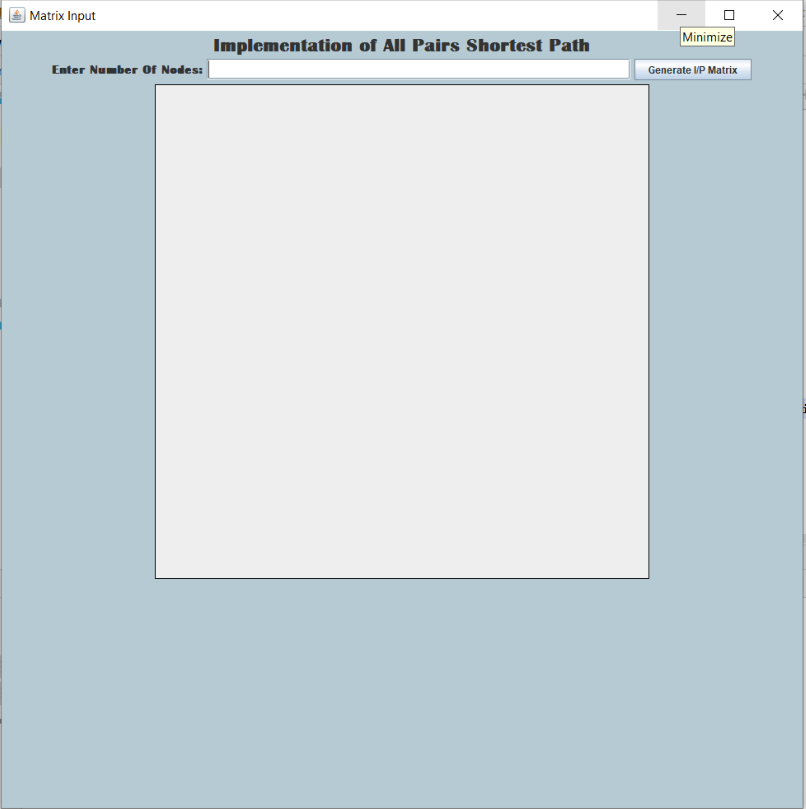 Matrix Input
Minimize
Implementation of All Pairs Shortest Path
Enter Number Of Nodes: Generate I/P Matrix